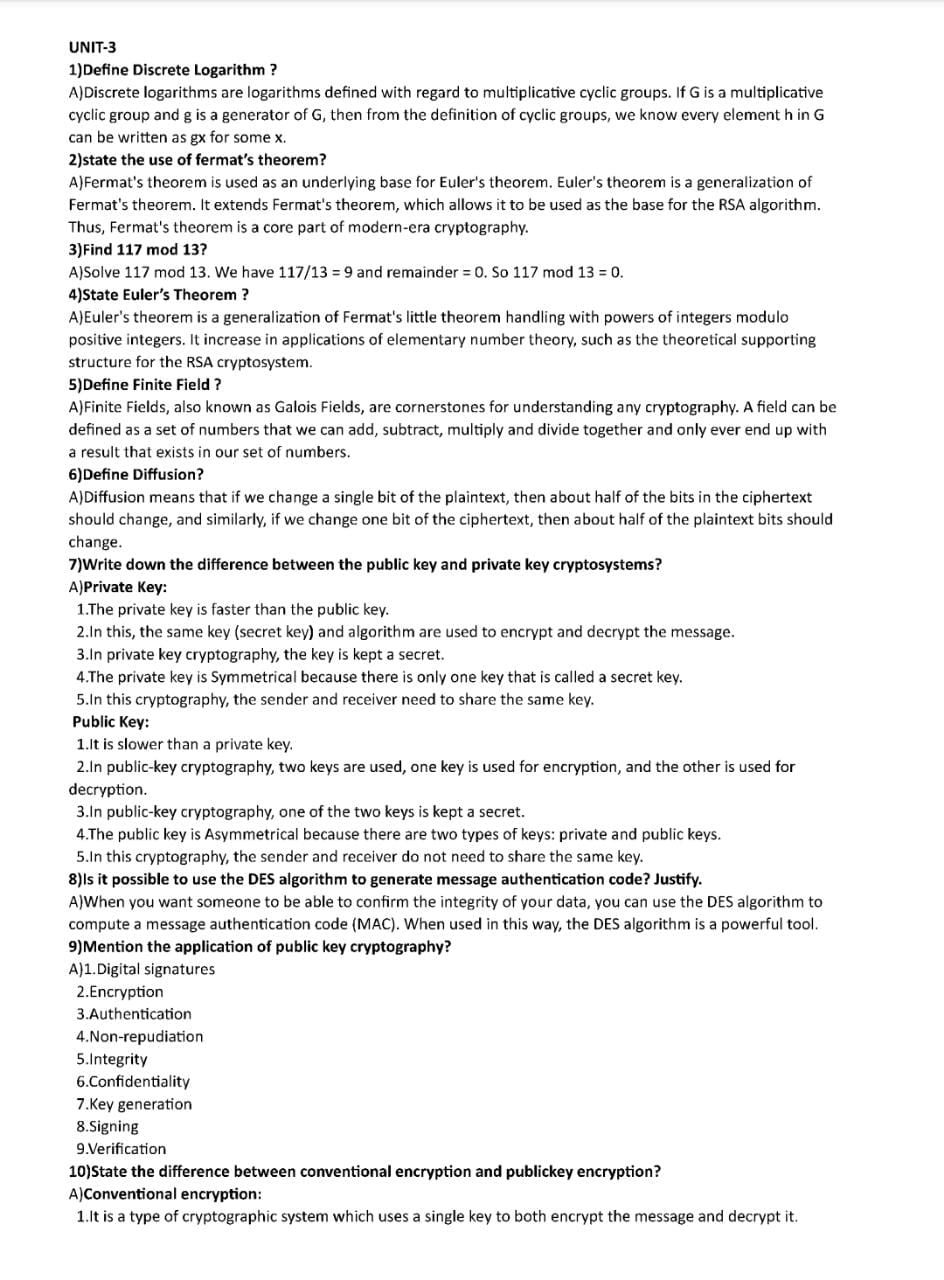 UNIT-3
1)Define Discrete Logarithm ?
A)Discrete logarithms are logarithms defined with regard to multiplicative cyclic groups. If G is a multiplicative
cyclic group and g is a generator of G, then from the definition of cyclic groups, we know every element h in G
can be written as gx for some x.
2)state the use of fermat's theorem?
A)Fermat's theorem is used as an underlying base for Euler's theorem. Euler's theorem is a generalization of
Fermat's theorem. It extends Fermat's theorem, which allows it to be used as the base for the RSA algorithm.
Thus, Fermat's theorem is a core part of modern-era cryptography.
3)Find 117 mod 13?
A)Solve 117 mod 13. We have 117/13 = 9 and remainder = 0. So 117 mod 13 = 0.
4)State Euler's Theorem ?
A)Euler's theorem is a generalization of Fermat's little theorem handling with powers of integers modulo
positive integers. It increase in applications of elementary number theory, such as the theoretical supporting
structure for the RSA cryptosystem.
5)Define Finite Field ?
A)Finite Fields, also known as Galois Fields, are cornerstones for understanding any cryptography. A field can be
defined as a set of numbers that we can add, subtract, multiply and divide together and only ever end up with
a result that exists in our set of numbers.
6)Define Diffusion?
A)Diffusion means that if we change a single bit of the plaintext, then about half of the bits in the ciphertext
should change, and similarly, if we change one bit of the ciphertext, then about half of the plaintext bits should
change.
7)Write down the difference between the public key and private key cryptosystems?
A)Private Key:
1.The private key is faster than the public key.
2.In this, the same key (secret key) and algorithm are used to encrypt and decrypt the message.
3.In private key cryptography, the key is kept a secret.
4.The private key is Symmetrical because there is only one key that is called a secret key.
5.In this cryptography, the sender and receiver need to share the same key.
Public Key:
1.It is slower than a private key.
2.In public-key cryptography, two keys are used, one key is used for encryption, and the other is used for
decryption.
3.In public-key cryptography, one of the two keys is kept a secret.
4.The public key is Asymmetrical because there are two types of keys: private and public keys.
5.In this cryptography, the sender and receiver do not need to share the same key.
8)Is it possible to use the DES algorithm to generate message authentication code? Justify.
A)When you want someone to be able to confirm the integrity of your data, you can use the DES algorithm to
compute a message authentication code (MAC). When used in this way, the DES algorithm is a powerful tool.
9)Mention the application of public key cryptography?
A)1.Digital signatures
2.Encryption
3.Authentication
4.Non-repudiation
5.Integrity
6.Confidentiality
7.Key generation
8.Signing
9.Verification
10)State the difference between conventional encryption and publickey encryption?
A)Conventional encryption:
1.It is a type of cryptographic system which uses a single key to both encrypt the message and decrypt it.